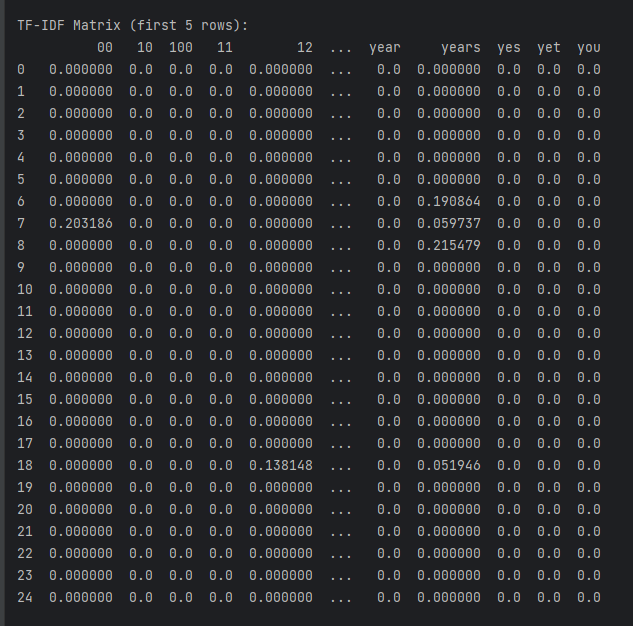 TF-IDF Matrix (first 5 rows):
00 10 100 11 12 ... year years yes yet you
0 0.000000 0.0 0.0 0.0 0.000000 ... 0.0 0.000000 0.0 0.0 0.0
1 0.000000 0.0 0.0 0.0 0.000000 ... 0.0 0.000000 0.0 0.0 0.0
2 0.000000 0.0 0.0 0.0 0.000000 ... 0.0 0.000000 0.0 0.0 0.0
3 0.000000 0.0 0.0 0.0 0.000000 ... 0.0 0.000000 0.0 0.0 0.0
4 0.000000 0.0 0.0 0.0 0.000000 ... 0.0 0.000000 0.0 0.0 0.0
5 0.000000 0.0 0.0 0.0 0.000000 ... 0.0 0.000000 0.0 0.0 0.0
6 0.000000 0.0 0.0 0.0 0.000000 ... 0.0 0.190864 0.0 0.0 0.0
7 0.203186 0.0 0.0 0.0 0.000000 ... 0.0 0.059737 0.0 0.0 0.0
8 0.000000 0.0 0.0 0.0 0.000000 ... 0.0 0.215479 0.0 0.0 0.0
9 0.000000 0.0 0.0 0.0 0.000000 ... 0.0 0.000000 0.0 0.0 0.0
10 0.000000 0.0 0.0 0.0 0.000000 ... 0.0 0.000000 0.0 0.0 0.0
11 0.000000 0.0 0.0 0.0 0.000000 ... 0.0 0.000000 0.0 0.0 0.0
12 0.000000 0.0 0.0 0.0 0.000000 ... 0.0 0.000000 0.0 0.0 0.0
13 0.000000 0.0 0.0 0.0 0.000000 ... 0.0 0.000000 0.0 0.0 0.0
14 0.000000 0.0 0.0 0.0 0.000000 ... 0.0 0.000000 0.0 0.0 0.0
15 0.000000 0.0 0.0 0.0 0.000000 ... 0.0 0.000000 0.0 0.0 0.0
16 0.000000 0.0 0.0 0.0 0.000000 ... 0.0 0.000000 0.0 0.0 0.0
17 0.000000 0.0 0.0 0.0 0.000000 ... 0.0 0.000000 0.0 0.0 0.0
18 0.000000 0.0 0.0 0.0 0.138148 ... 0.0 0.051946 0.0 0.0 0.0
19 0.000000 0.0 0.0 0.0 0.000000 ... 0.0 0.000000 0.0 0.0 0.0
20 0.000000 0.0 0.0 0.0 0.000000 ... 0.0 0.000000 0.0 0.0 0.0
21 0.000000 0.0 0.0 0.0 0.000000 ... 0.0 0.000000 0.0 0.0 0.0
22 0.000000 0.0 0.0 0.0 0.000000 ... 0.0 0.000000 0.0 0.0 0.0
23 0.000000 0.0 0.0 0.0 0.000000 ... 0.0 0.000000 0.0 0.0 0.0
24 0.000000 0.0 0.0 0.0 0.000000 ... 0.0 0.000000 0.0 0.0 0.0